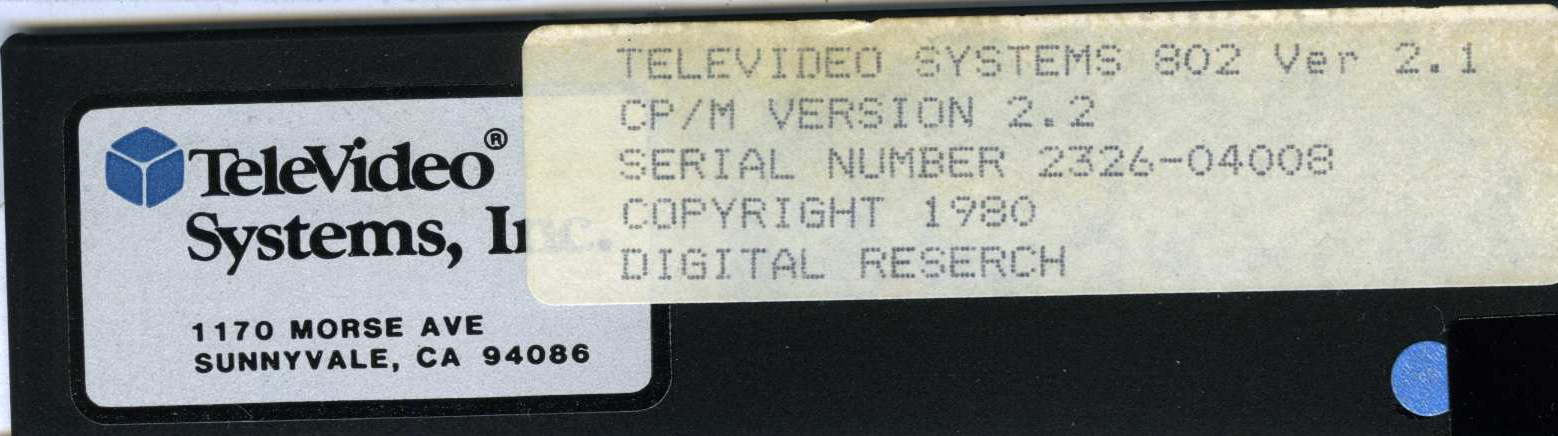 TeleVideo®
Systems, Inc.
1170 MORSE AVE
SUNNYVALE, CA 94086
TELEVIDEO SYSTEMS 802 Ver 2.1
CP/M VERSION 2.2
SERIAL NUMBER 2326-04008
COPYRIGHT 1980
DIGITAL RESERCH